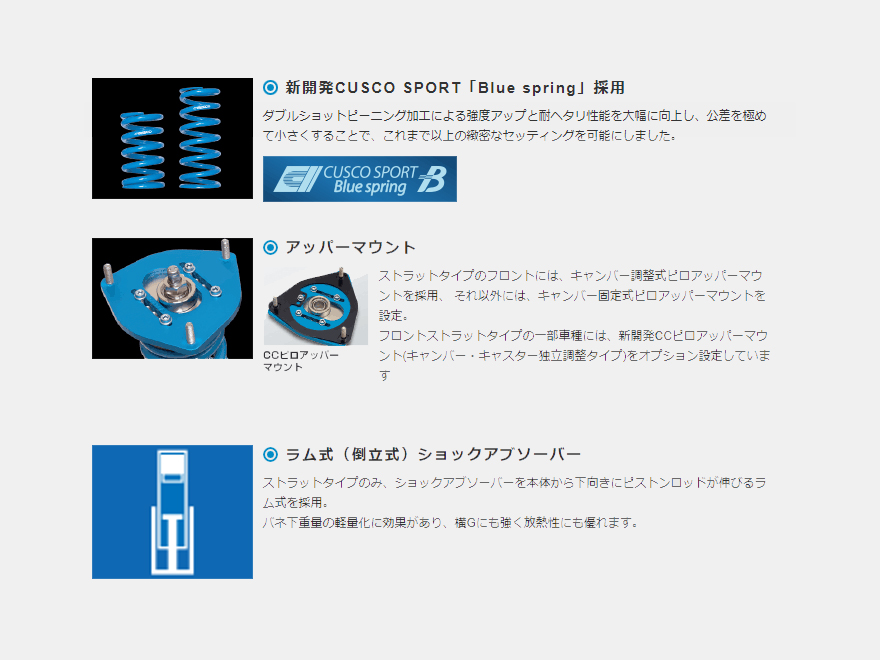 新開発CUSCO SPORT「Blue spring」採用
ダブルショットピーニング加工による強度アップと耐ヘタリ性能を大幅に向上し、公差を極め
て小さくすることで、これまで以上の緻密なセッティングを可能にしました。
CUSCO SPORT
Blue spring
アッパーマウント
ストラットタイプのフロントには、キャンバー調整式ピロアッパーマウ
ントを採用、 それ以外には、キャンバー固定式ピロアッパーマウントを
設定。
フロントストラットタイプの一部車種には、新開発CCピロアッパーマウ
ント(キャンバー・キャスター独立調整タイプ)をオプション設定していま
す
CCピロアッパー
マウント
ラム式（倒立式）ショックアブソーバー
ストラットタイプのみ、ショックアブソーバーを本体から下向きにピストンロッドが伸びるラ
ム式を採用。
バネ下重量の軽量化に効果があり、横Gにも強く放熱性にも優れます。